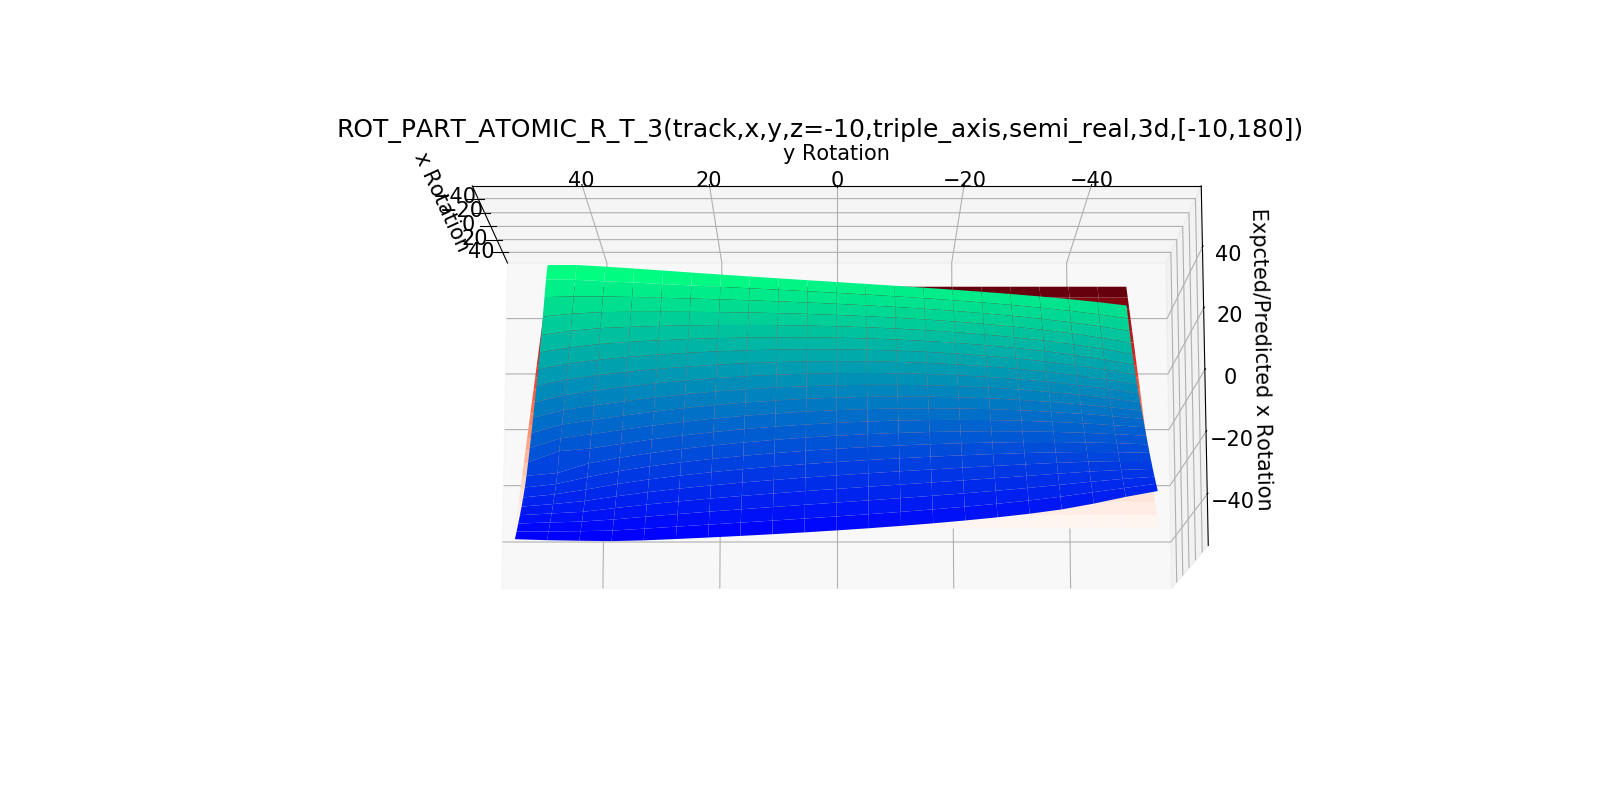 ROT_PART_ATOMIC_R_T_3(track,x,y,z=-10,triple_axis,semi_real,3d,[-10,180])
y Rotation
40 20 0 −20 −40
x Rotation
−40
−20
0
20
40
Expcted/Predicted x Rotation
40
20
0
−20
−40